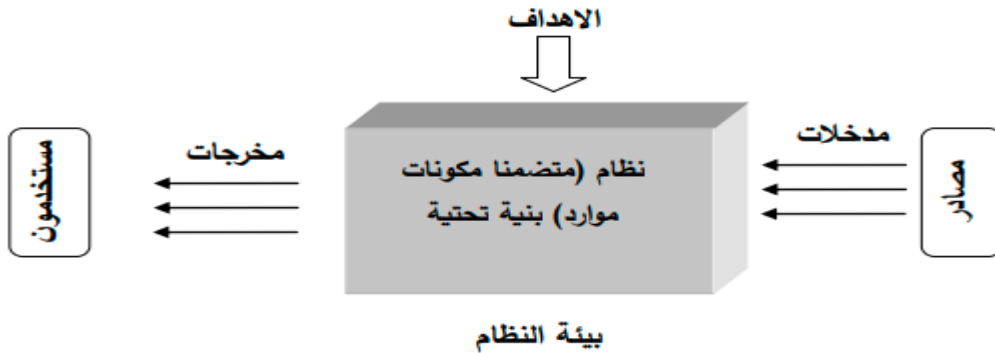 الاهداف
مدخلات
مصادر
نظام (متضمنا مكونات
موارد) بنية تحتية
مخرجات
مستخدمون
بيئة النظام